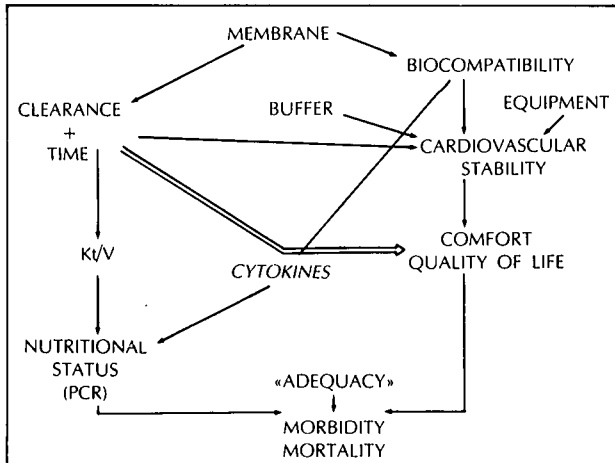 MEMBRANE
BIOCOMPATIBILITY
CLEARANCE
+
TIME
BUFFER
EQUIPMENT
CARDIOVASCULAR
STABILITY
Kt/V
CYTOKINES
COMFORT
QUALITY OF LIFE
NUTRITIONAL
STATUS
(PCR)
«ADEQUACY»
MORBIDITY
MORTALITY